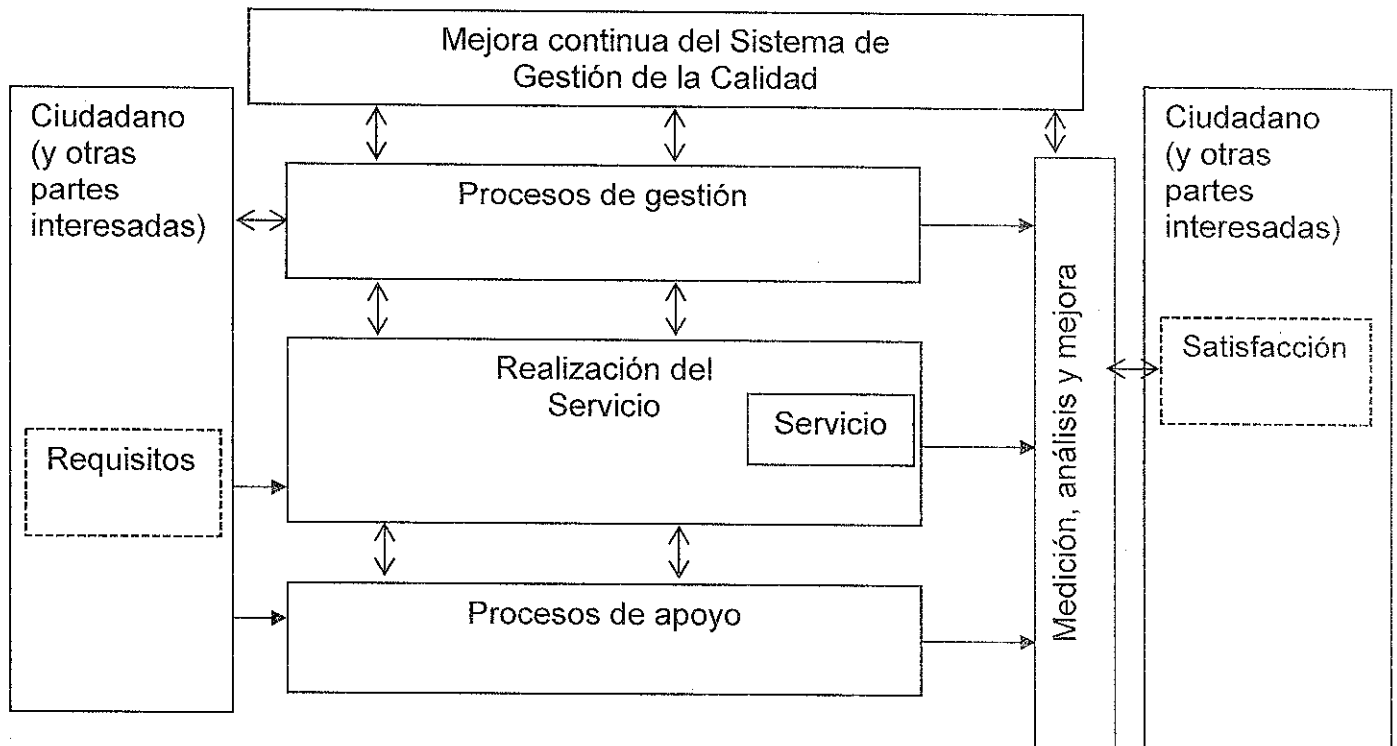 Mejora continua del Sistema de
Gestión de la Calidad
Ciudadano
(y otras
partes
interesadas)
Requisitos
Procesos de gestión
Realización del
Servicio
Servicio
Procesos de apoyo
Medición, análisis y mejora
Ciudadano
(y otras
partes
interesadas)
Satisfacción